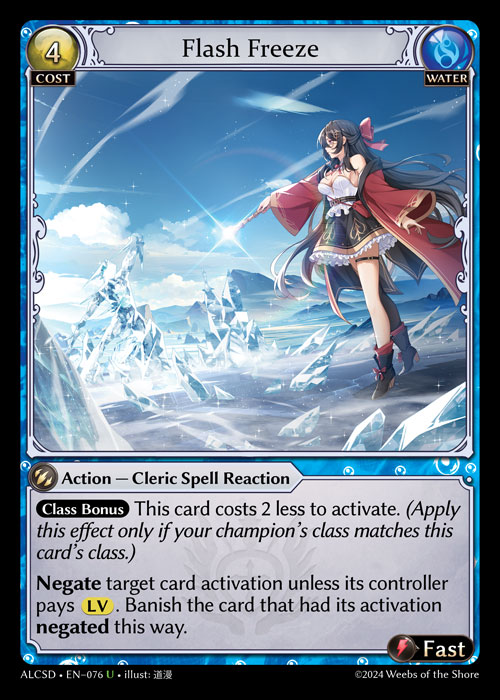 4
COST
Flash Freeze
WATER
Action — Cleric Spell Reaction
Class Bonus This card costs 2 less to activate. (Apply
this effect only if your champion's class matches this
card's class.)
Negate target card activation unless its controller
pays LV. Banish the card that had its activation
negated this way.
Fast
ALCSD • EN-076 U • illust: 道漫
©2024 Weebs of the Shore